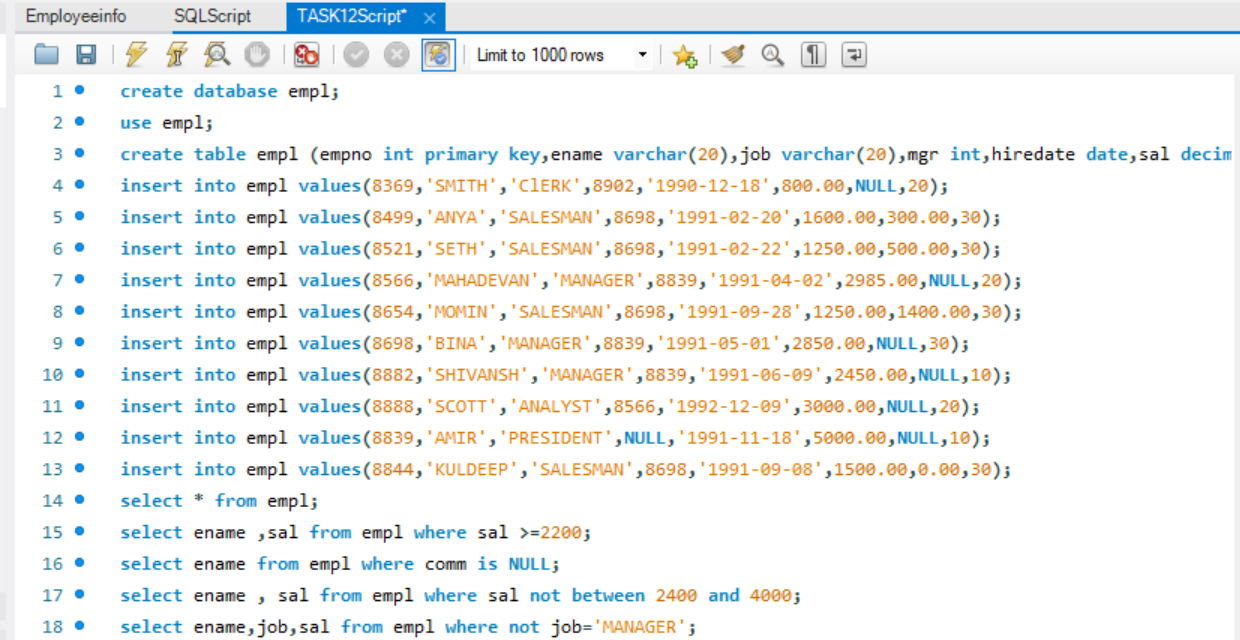 Employeeinfo SQLScript TASK12Script*
Limit to 1000 rows
1 create database empl;
2 use empl;
3 create table empl (empno int primary key,ename varchar(20),job varchar(20),mgr int,hiredate date,sal decim
4 insert into empl values(8369,'SMITH','ClERK',8902,'1990-12-18',800.00,NULL,20);
5 insert into empl values(8499,'ANYA','SALESMAN',8698,'1991-02-20',1600.00,300.00,30);
6 insert into empl values(8521,'SETH','SALESMAN',8698,'1991-02-22',1250.00,500.00,30);
7 insert into empl values(8566,'MAHADEVAN','MANAGER',8839,'1991-04-02',2985.00,NULL,20);
8 insert into empl values(8654,'MOMIN','SALESMAN',8698,'1991-09-28',1250.00,1400.00,30);
9 insert into empl values(8698,'BINA','MANAGER',8839,'1991-05-01',2850.00,NULL,30);
10 insert into empl values(8882,'SHIVANSH','MANAGER',8839,'1991-06-09',2450.00,NULL,10);
11 insert into empl values(8888,'SCOTT','ANALYST',8566,'1992-12-09',3000.00,NULL,20);
12 insert into empl values(8839,'AMIR','PRESIDENT',NULL,'1991-11-18',5000.00,NULL,10);
13 insert into empl values(8844,'KULDEEP','SALESMAN',8698,'1991-09-08',1500.00,0.00,30);
14 select * from empl;
15 select ename ,sal from empl where sal >=2200;
16 select ename from empl where comm is NULL;
17 select ename , sal from empl where sal not between 2400 and 4000;
18 select ename,job,sal from empl where not job='MANAGER';